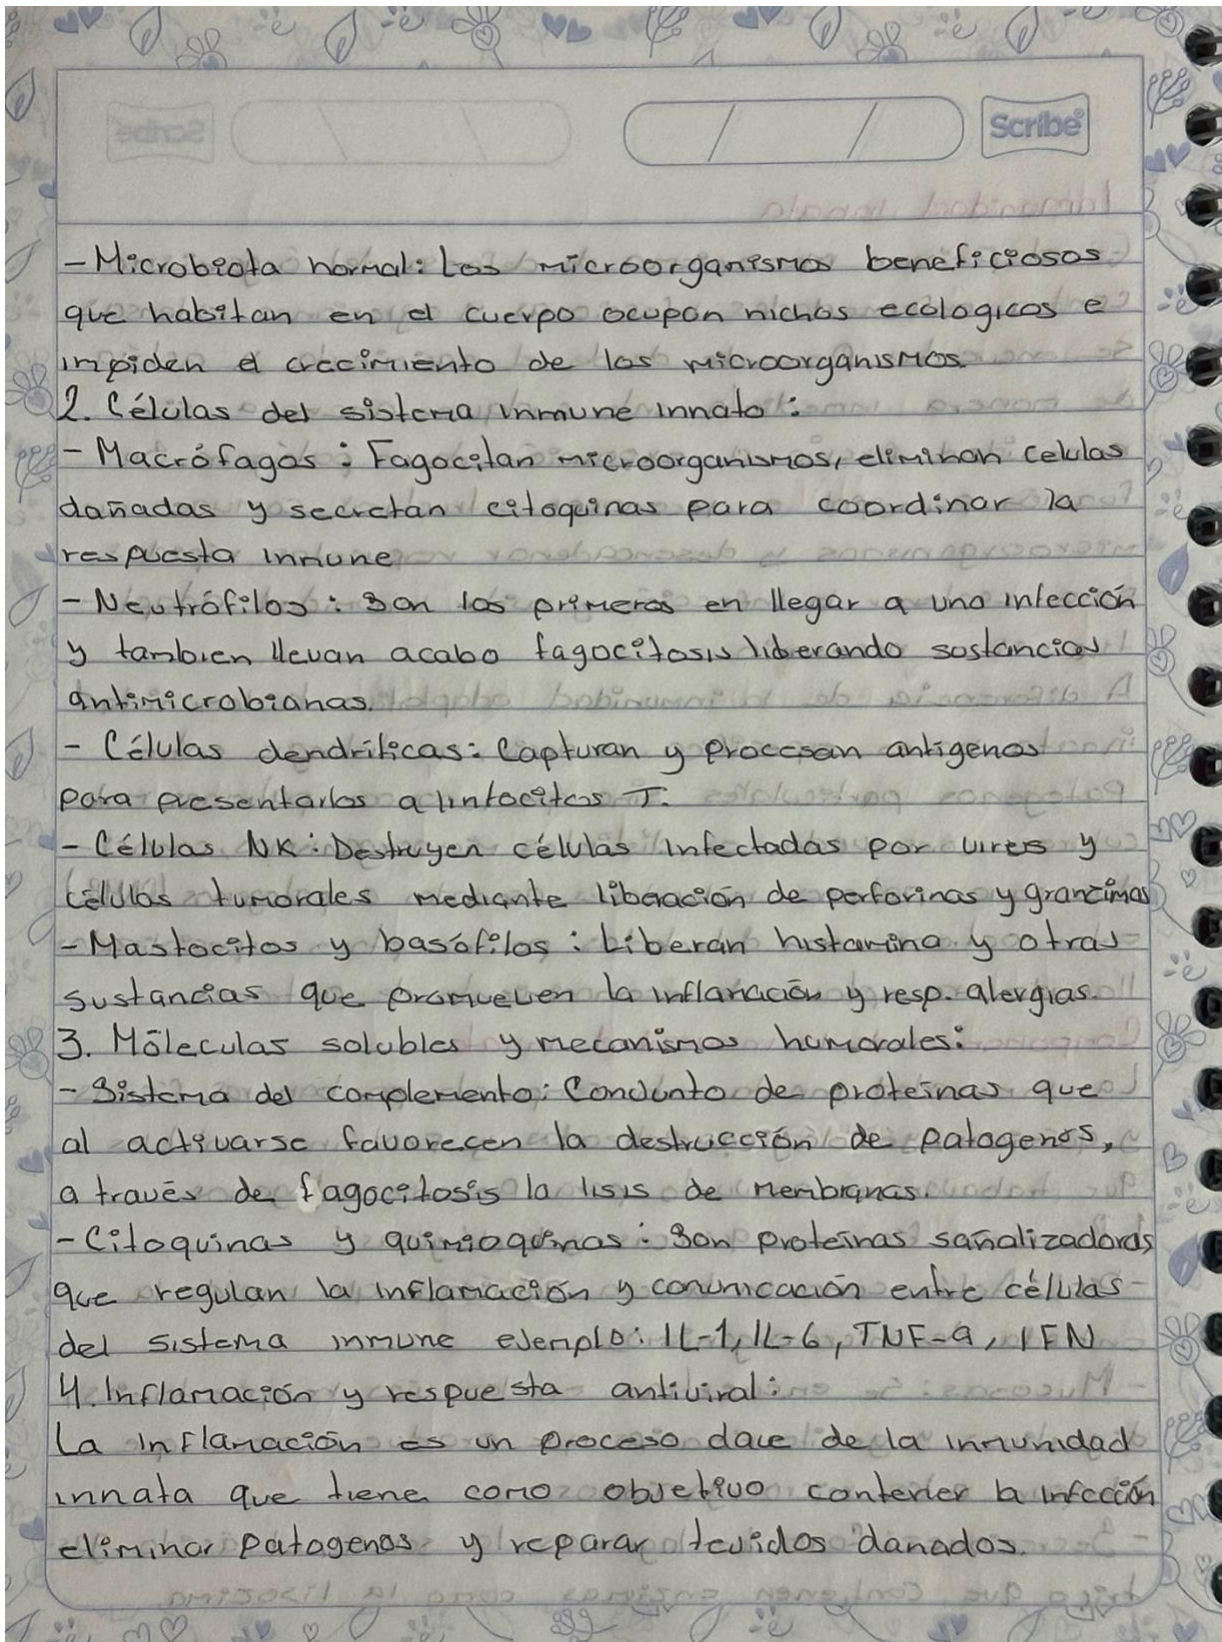 Scribe
- Microbiota normal: Los microorganismos beneficiosos
que habitan en el cuerpo ocupan nichos ecologicos e
impiden el crecimiento de los microorganismos.
2. Células del sistema inmune innato:
- Macrófagos: Fagocitan microorganismos, eliminan celulas
dañadas y secretan citoquinas para coordinar la
respuesta inmune
- Neutrófilos: Son los primeros en llegar a una infección
y tambien llevan acabo fagocitosis liberando sustancias
antimicrobianas.
- Células dendríticas: Capturan y procesan antigenos
para presentarlos a linfocitos T.
- Células NK: Destruyen células infectadas por vires y
células tumorales mediante liberación de perforinas y granzimas
- Mastocitos y basófilos: Liberan histamina y otras
sustancias que promueven la inflamación y resp. alergias.
3. Móleculas solubles y mecanismos humorales:
- Sistema del complemento: Conjunto de proteínas que
al activarse favorecen la destrucción de patogenos,
a través de fagocitosis la lisis de membranas.
- Citoquinas y quimioquinas: Son proteínas sañalizadoras
que regulan la inflamación y comunicación entre células
del sistema inmune ejemplo: IL-1, IL-6, TNF-a, IFN
4. Inflamación y respuesta antiviral:
La inflamación es un proceso dave de la inmunidad
innata que tiene como objetivo contener la infección
eliminar patogenos y reparar tejidos danados.